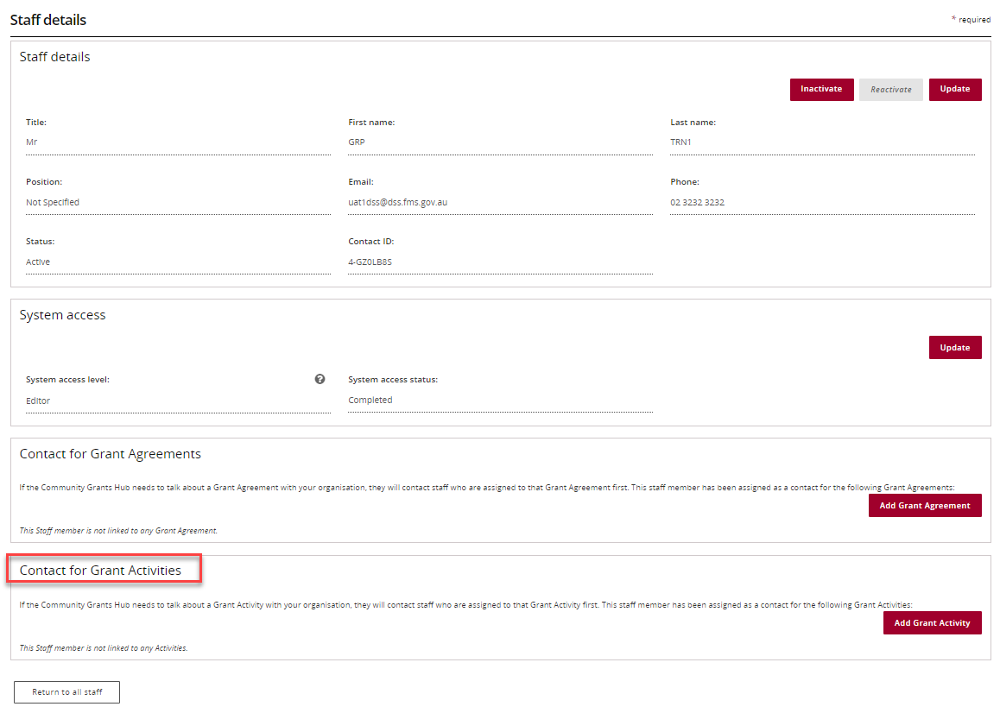 Staff details
* required
Staff details
Inactivate
Reactivate
Update
Title:
First name:
Last name:
Mr
GRP
TRN1
Position:
Email:
Phone:
Not Specified
uat1dss@dss.fms.gov.au
02 3232 3232
Status:
Contact ID:
Active
4-GZ0LB8S
System access
Update
System access level:
?
System access status:
Editor
Completed
Contact for Grant Agreements
If the Community Grants Hub needs to talk about a Grant Agreement with your organisation, they will contact staff who are assigned to that Grant Agreement first. This staff member has been assigned as a contact for the following Grant Agreements:
Add Grant Agreement
This Staff member is not linked to any Grant Agreement.
Contact for Grant Activities
If the Community Grants Hub needs to talk about a Grant Activity with your organisation, they will contact staff who are assigned to that Grant Activity first. This staff member has been assigned as a contact for the following Grant Activities:
Add Grant Activity
This Staff member is not linked to any Activities.
Return to all staff